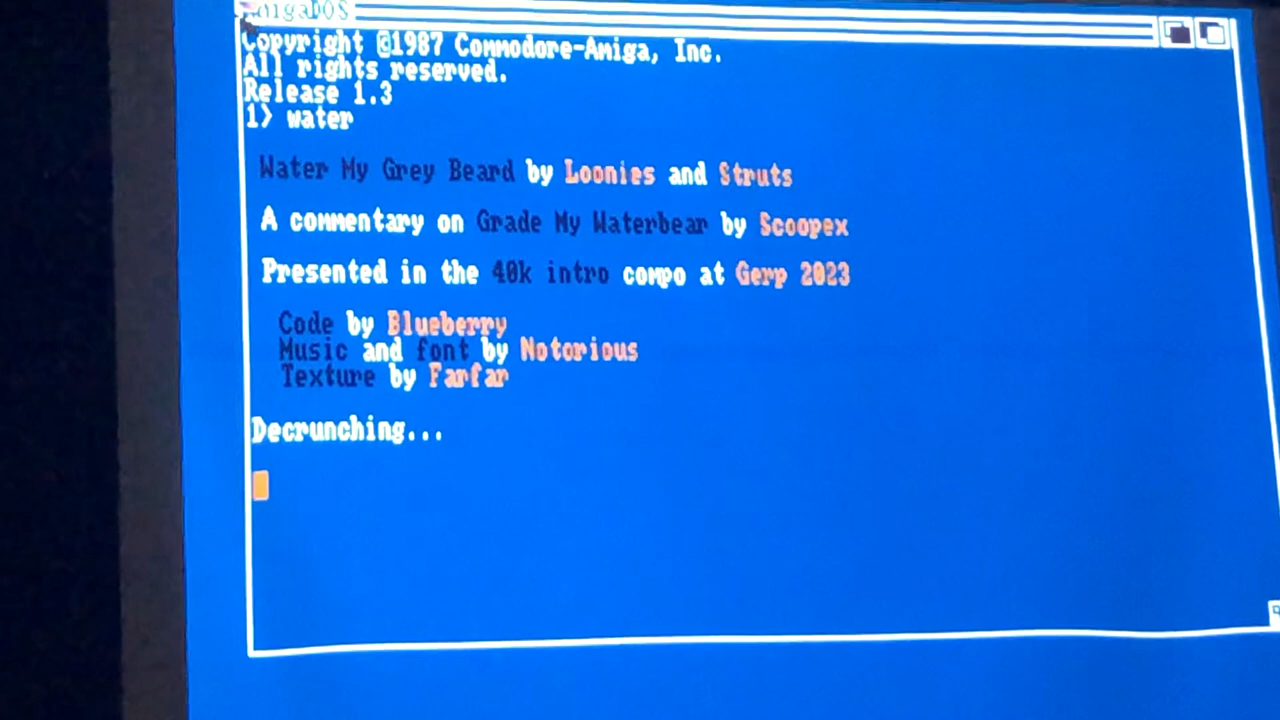 AmigaDOS
Copyright ©1987 Commodore-Amiga, Inc.
All rights reserved.
Release 1.3
1> water
Water My Grey Beard by Loonies and Struts
A commentary on Grade My Waterbear by Scoopex
Presented in the 40k intro compo at Gerp 2023
Code by Blueberry
Music and font by Notorious
Texture by Farfar
Decrunching...